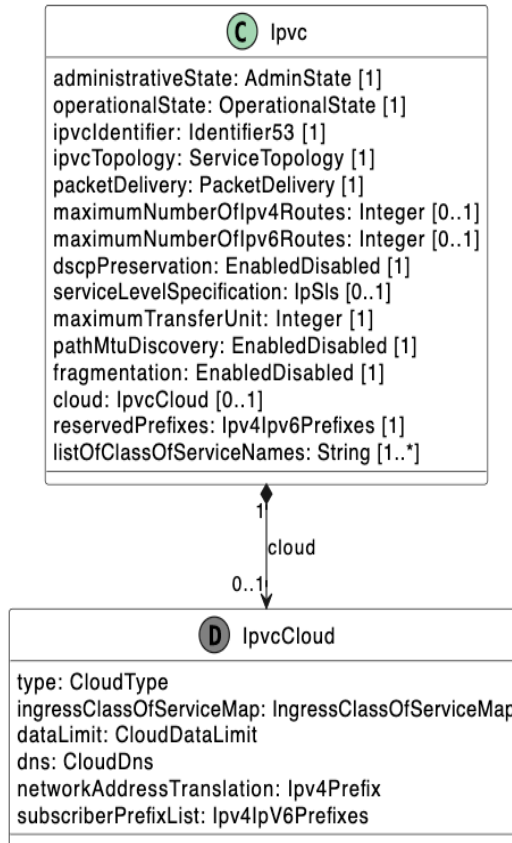 C Ipvc
administrativeState: AdminState [1]
operationalState: OperationalState [1]
ipvcIdentifier: Identifier53 [1]
ipvcTopology: ServiceTopology [1]
packetDelivery: PacketDelivery [1]
maximumNumberOfIpv4Routes: Integer [0..1]
maximumNumberOfIpv6Routes: Integer [0..1]
dscpPreservation: EnabledDisabled [1]
serviceLevelSpecification: IpSls [0..1]
maximumTransferUnit: Integer [1]
pathMtuDiscovery: EnabledDisabled [1]
fragmentation: EnabledDisabled [1]
cloud: IpvcCloud [0..1]
reservedPrefixes: Ipv4Ipv6Prefixes [1]
listOfClassOfServiceNames: String [1..*]
1
cloud
0..1
D IpvcCloud
type: CloudType
ingressClassOfServiceMap: IngressClassOfServiceMap
dataLimit: CloudDataLimit
dns: CloudDns
networkAddressTranslation: Ipv4Prefix
subscriberPrefixList: Ipv4IpV6Prefixes